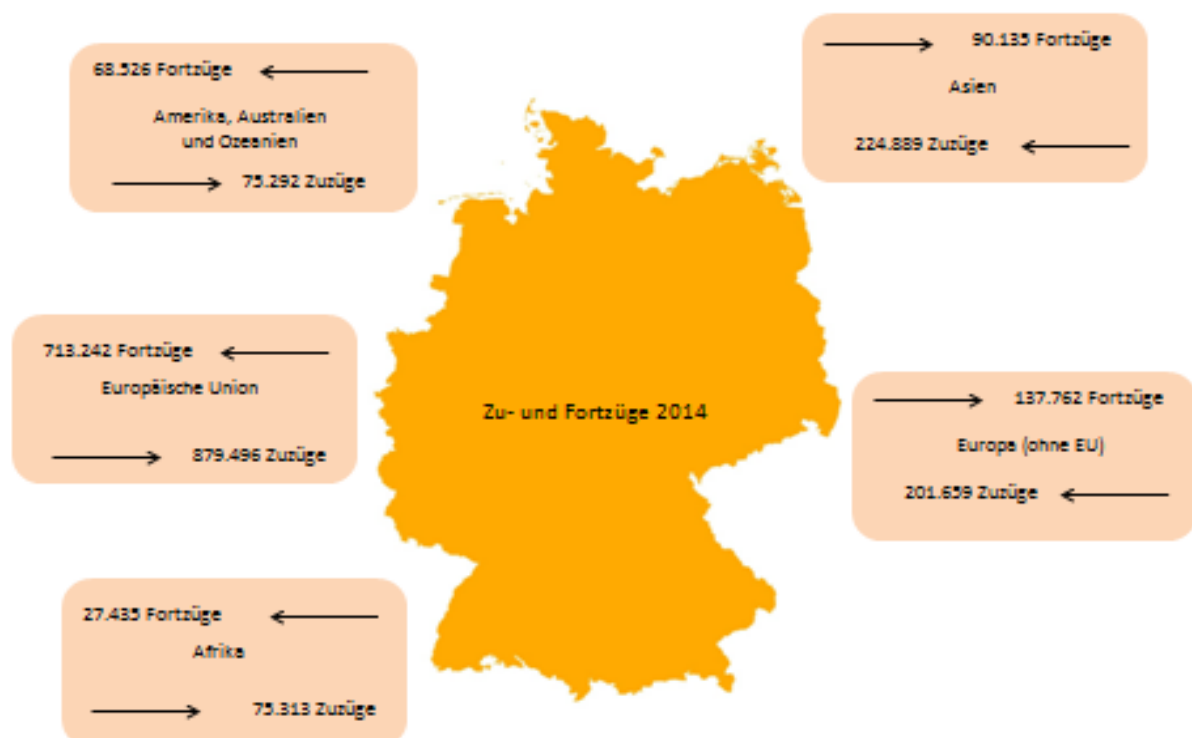 68.526 Fortzüge
Amerika, Australien
und Ozeanien
75.292 Zuzüge
90.135 Fortzüge
Asien
224.889 Zuzüge
713.242 Fortzüge
Europäische Union
879.496 Zuzüge
Zu- und Fortzüge 2014
137.762 Fortzüge
Europa (ohne EU)
201.659 Zuzüge
27.435 Fortzüge
Afrika
75.313 Zuzüge